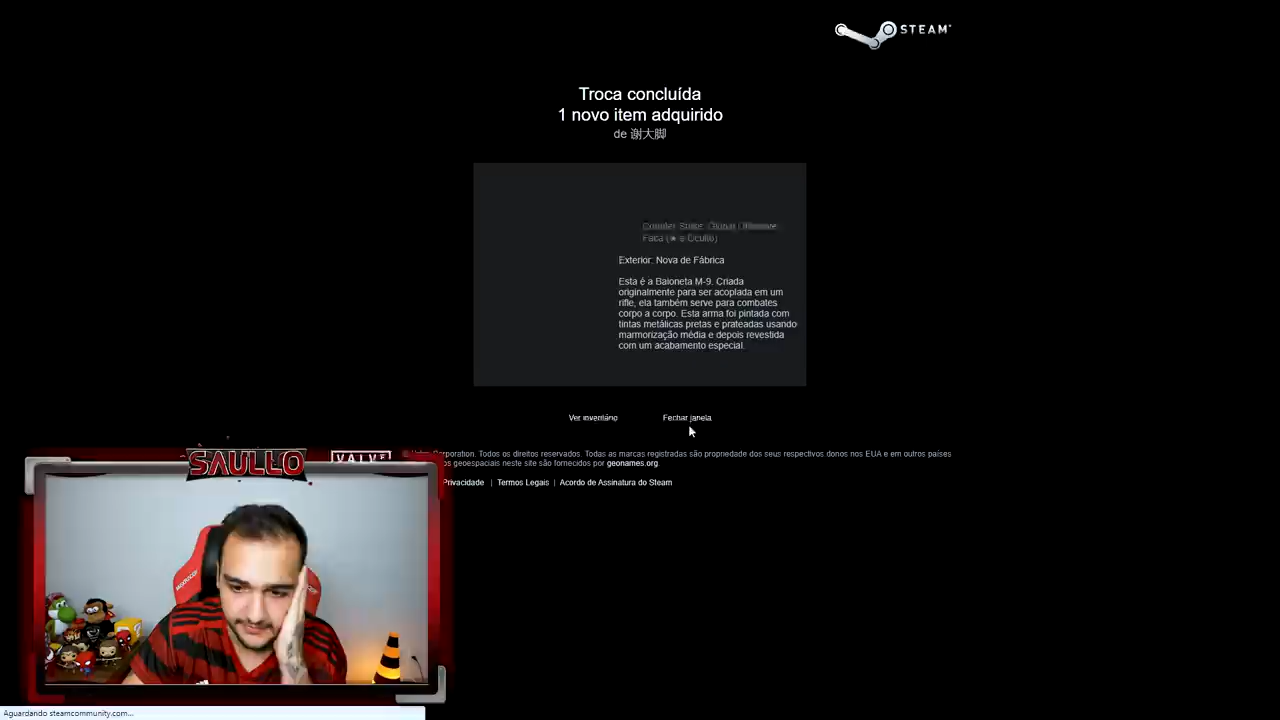 STEAM
Troca concluída
1 novo item adquirido
de 谢大脚
Faca (★ e Oculto)
Exterior: Nova de Fábrica
Esta é a Baioneta M-9. Criada
originalmente para ser acoplada em um
rifle, ela também serve para combates
corpo a corpo. Esta arma foi pintada com
tintas metálicas pretas e prateadas usando
marmorização média e depois revestida
com um acabamento especial.
Ver inventário
Fechar janela
SAULLO
VALVE
Corporation. Todos os direitos reservados. Todas as marcas registradas são propriedade dos seus respectivos donos nos EUA e em outros países
geoespaciais neste site são fornecidos por geonames.org
Privacidade | Termos Legais | Acordo de Assinatura do Steam
Aguardando steamcommunity.com...